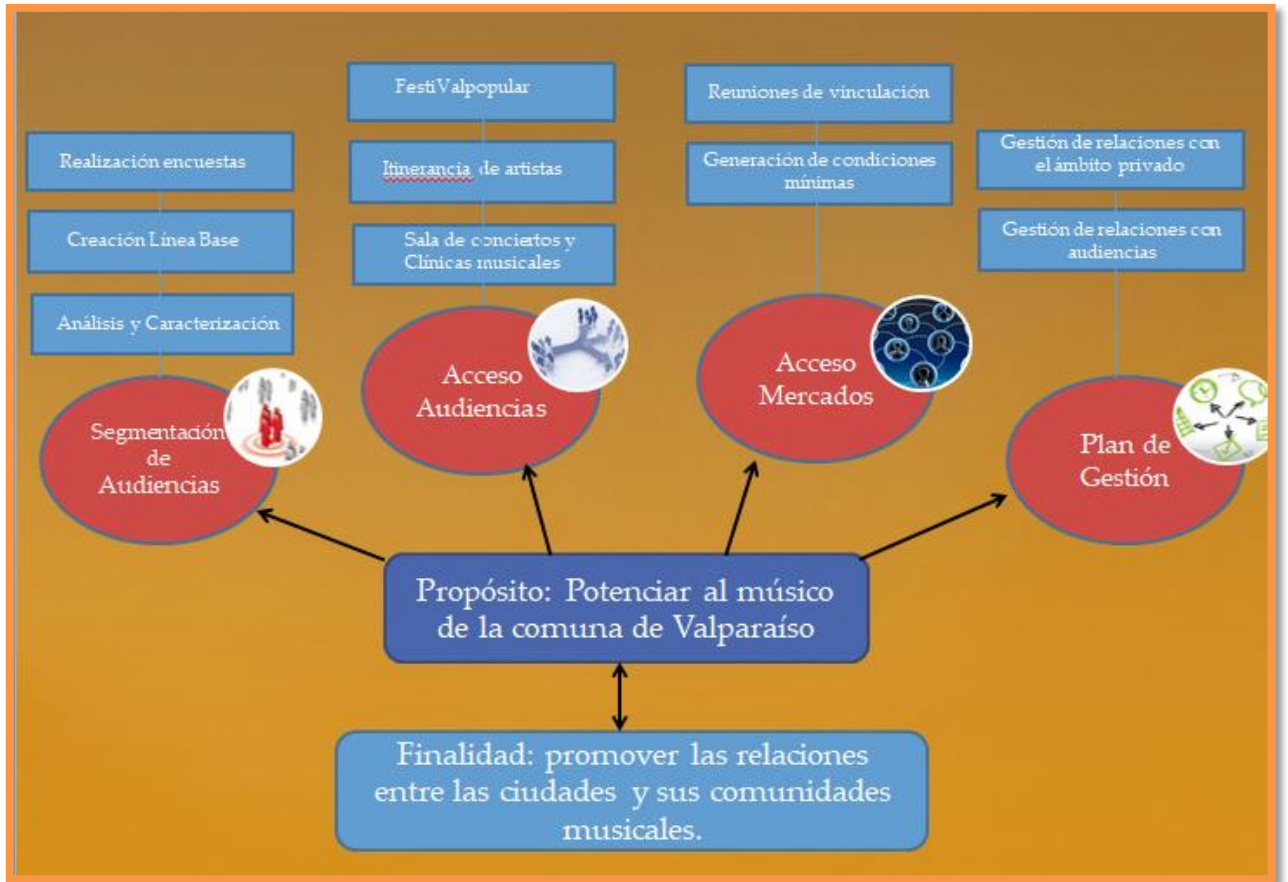 FestiValpopular
Itinerancia de artistas
Sala de conciertos y
Clínicas musicales
Reuniones de vinculación
Generación de condiciones
mínimas
Realización encuestas
Creación Línea Base
Análisis y Caracterización
Gestión de relaciones con
el ámbito privado
Gestión de relaciones con
audiencias
Segmentación
de
Audiencias
Acceso
Audiencias
Acceso
Mercados
Plan de
Gestión
Propósito: Potenciar al músico
de la comuna de Valparaíso
Finalidad: promover las relaciones
entre las ciudades y sus comunidades
musicales.